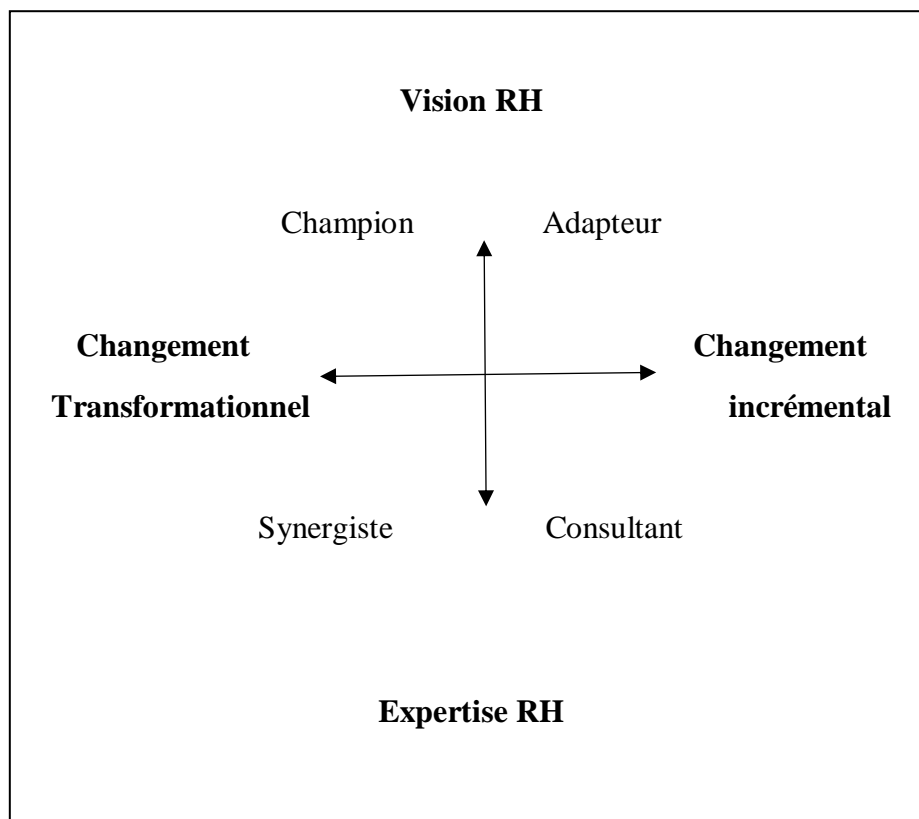 Vision RH
Champion Adapteur
Changement Changement
Transformationnel incrémental
Synergiste Consultant
Expertise RH